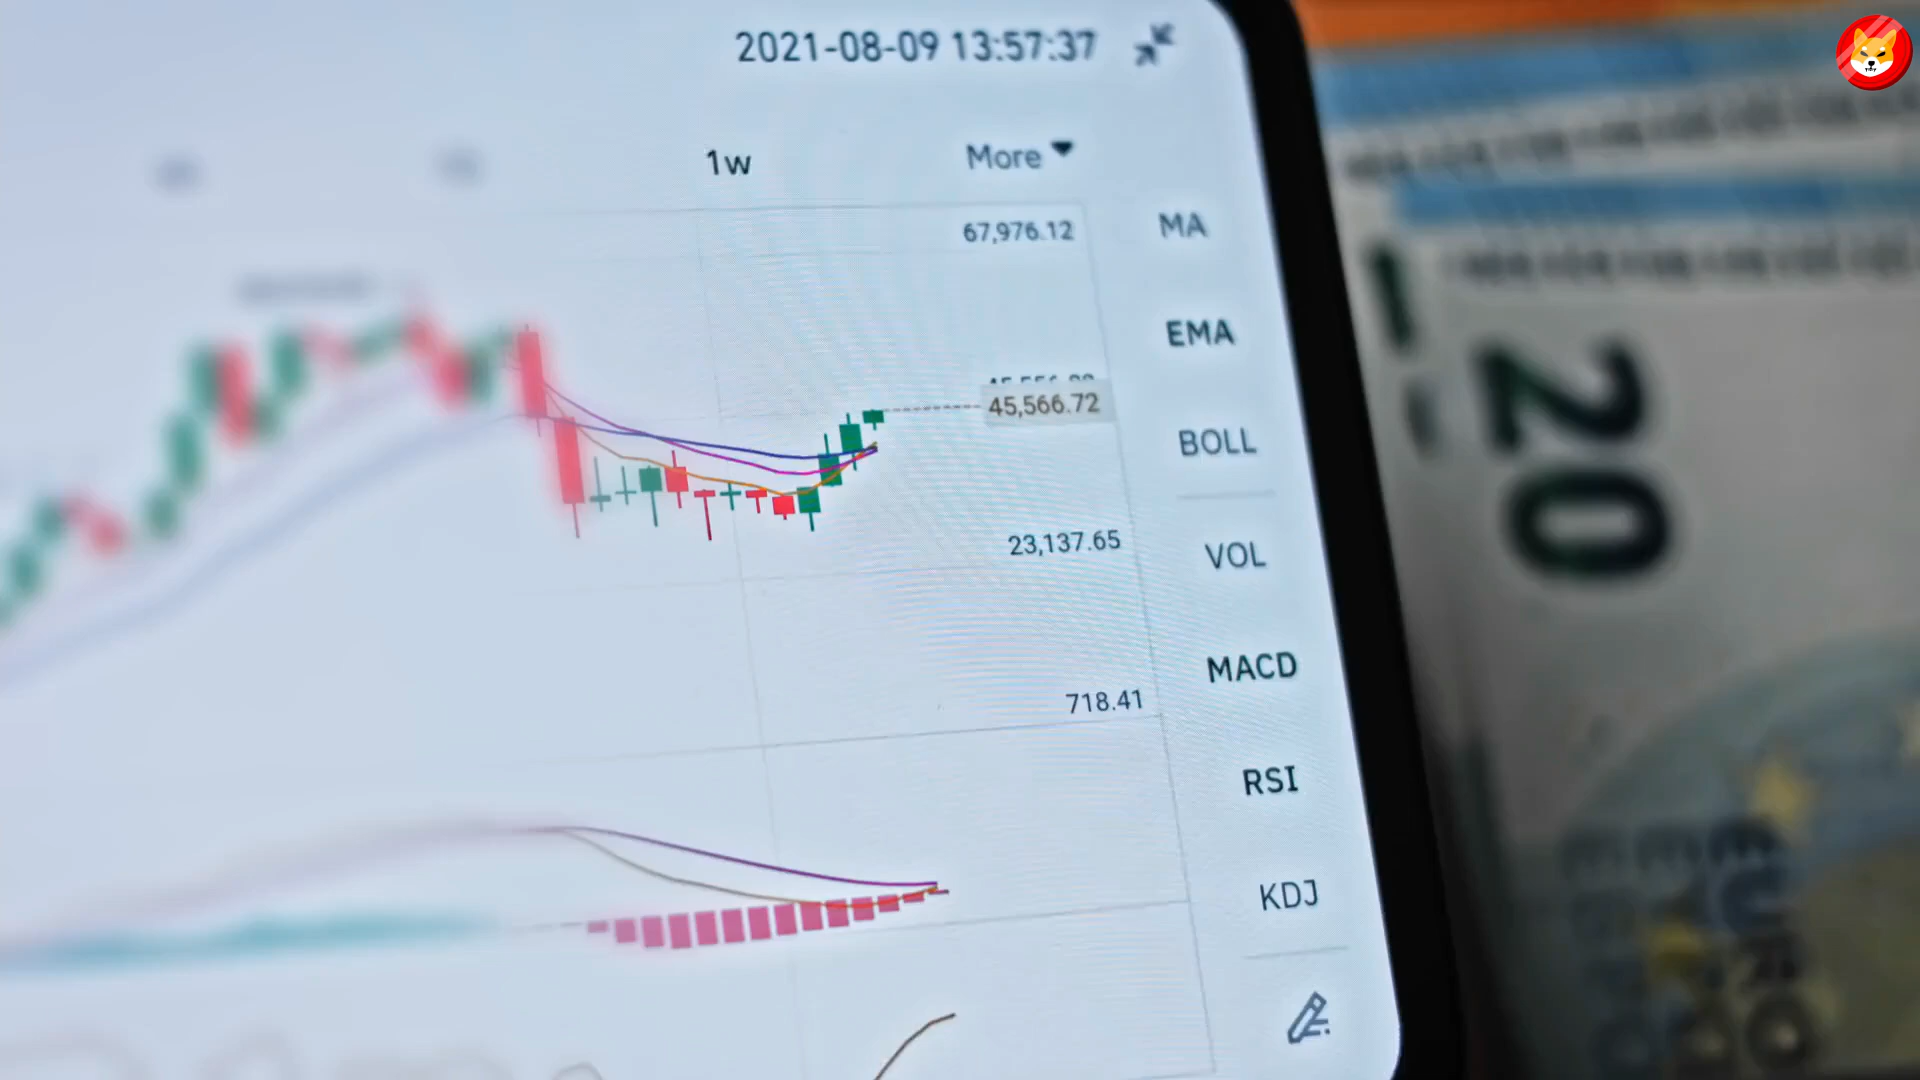 2021-08-09 13:57:37
1w
More
67,976.12
MA
EMA
45,566.72
BOLL
23,137.65
VOL
718.41
MACD
RSI
KDJ
20
EURO